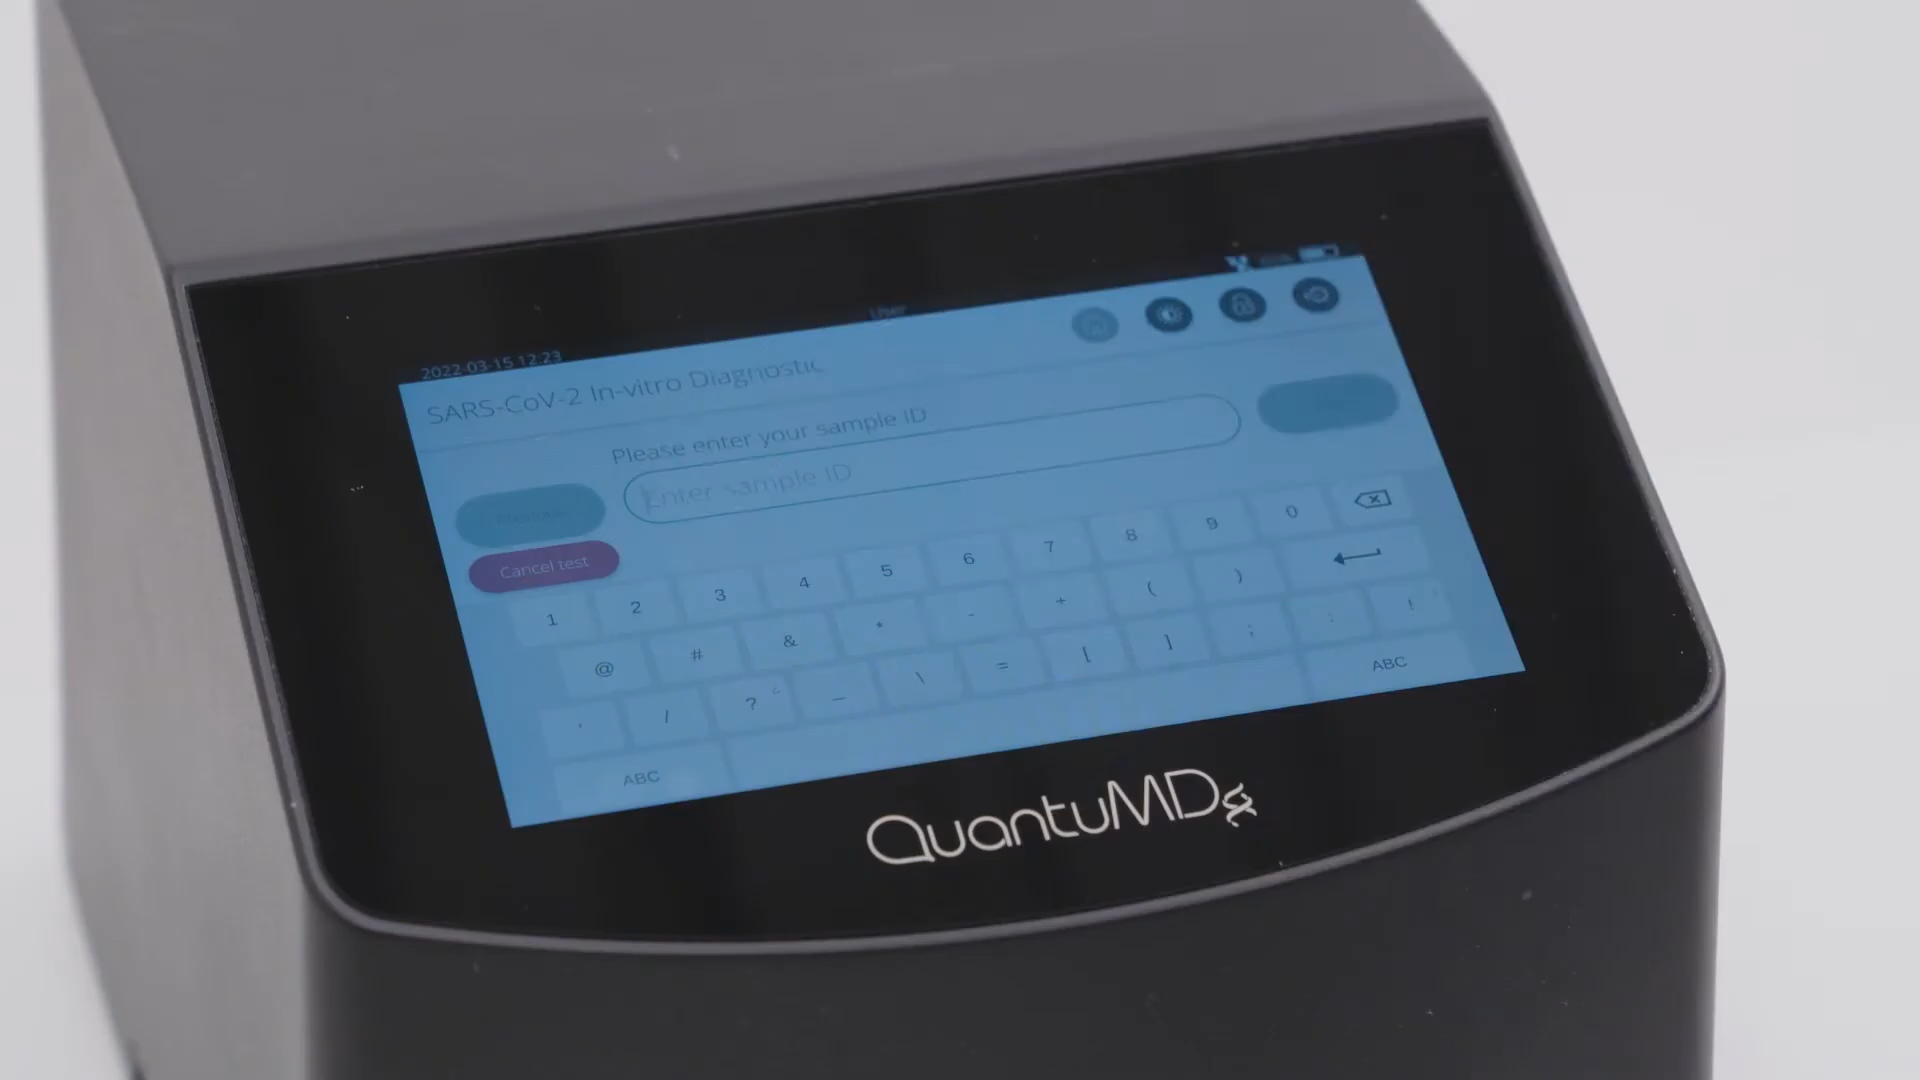 User
2022-03-15 12:23
SARS-CoV-2 In-vitro Diagnostic
Please enter your sample ID
Enter sample ID
Cancel test
1 2 3 4 5 6 7 8 9 0
@ # & * - + ( )
' / ? _ \ = [ ] ; : !
ABC ABC
QuantuMDx